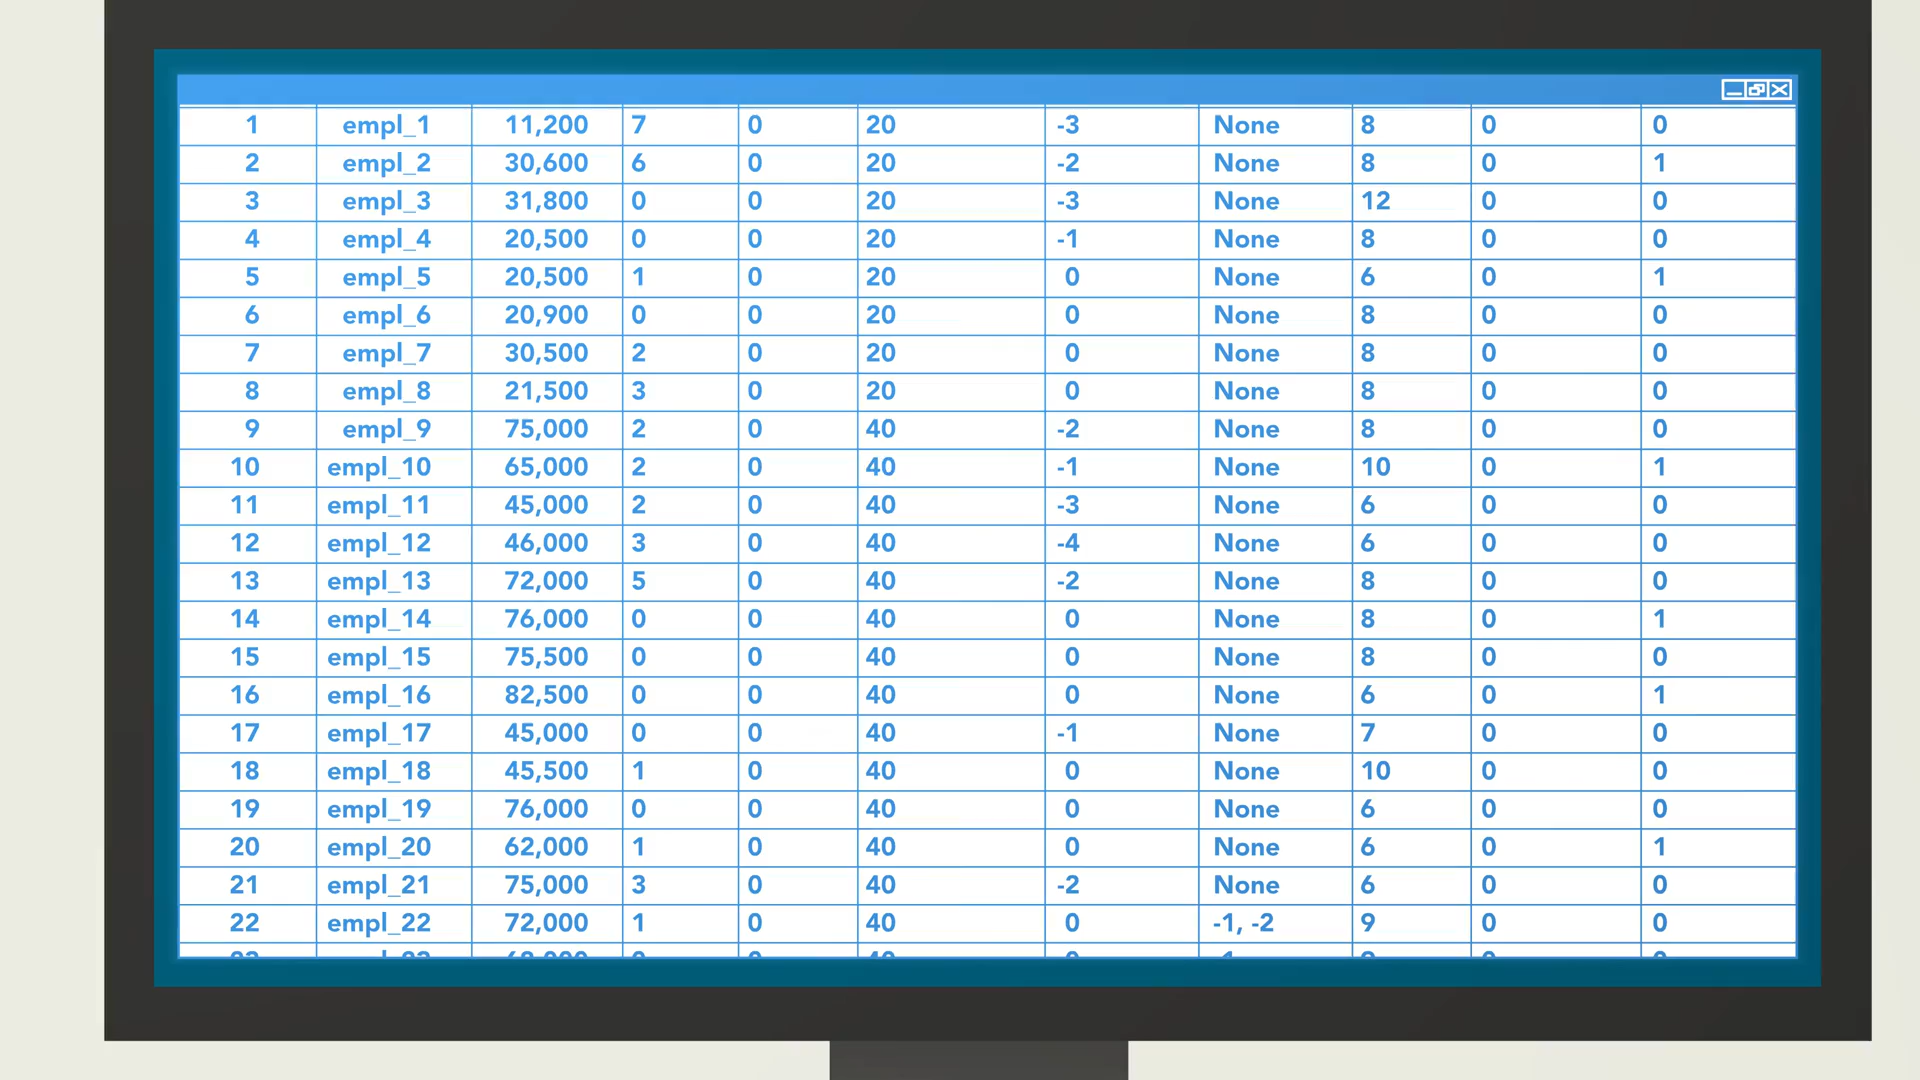 1 empl_1 11,200 7 0 20 -3 None 8 0 0
2 empl_2 30,600 6 0 20 -2 None 8 0 1
3 empl_3 31,800 0 0 20 -3 None 12 0 0
4 empl_4 20,500 0 0 20 -1 None 8 0 0
5 empl_5 20,500 1 0 20 0 None 6 0 1
6 empl_6 20,900 0 0 20 0 None 8 0 0
7 empl_7 30,500 2 0 20 0 None 8 0 0
8 empl_8 21,500 3 0 20 0 None 8 0 0
9 empl_9 75,000 2 0 40 -2 None 8 0 0
10 empl_10 65,000 2 0 40 -1 None 10 0 1
11 empl_11 45,000 2 0 40 -3 None 6 0 0
12 empl_12 46,000 3 0 40 -4 None 6 0 0
13 empl_13 72,000 5 0 40 -2 None 8 0 0
14 empl_14 76,000 0 0 40 0 None 8 0 1
15 empl_15 75,500 0 0 40 0 None 8 0 0
16 empl_16 82,500 0 0 40 0 None 6 0 1
17 empl_17 45,000 0 0 40 -1 None 7 0 0
18 empl_18 45,500 1 0 40 0 None 10 0 0
19 empl_19 76,000 0 0 40 0 None 6 0 0
20 empl_20 62,000 1 0 40 0 None 6 0 1
21 empl_21 75,000 3 0 40 -2 None 6 0 0
22 empl_22 72,000 1 0 40 0 -1, -2 9 0 0